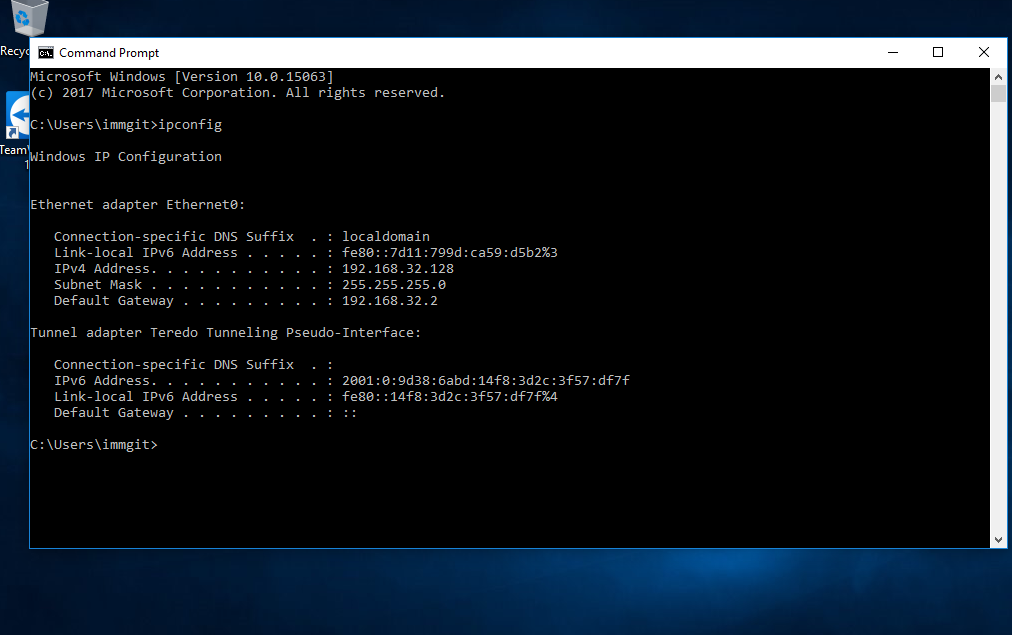 Recyc
Command Prompt
Microsoft Windows [Version 10.0.15063]
(c) 2017 Microsoft Corporation. All rights reserved.
C:\Users\immgit>ipconfig
Windows IP Configuration
Ethernet adapter Ethernet0:
Connection-specific DNS Suffix . : localdomain
Link-local IPv6 Address . . . . . : fe80::7d11:799d:ca59:d5b2%3
IPv4 Address. . . . . . . . . . . : 192.168.32.128
Subnet Mask . . . . . . . . . . . : 255.255.255.0
Default Gateway . . . . . . . . . : 192.168.32.2
Tunnel adapter Teredo Tunneling Pseudo-Interface:
Connection-specific DNS Suffix . :
IPv6 Address. . . . . . . . . . . : 2001:0:9d38:6abd:14f8:3d2c:3f57:df7f
Link-local IPv6 Address . . . . . : fe80::14f8:3d2c:3f57:df7f%4
Default Gateway . . . . . . . . . : ::
C:\Users\immgit>
Team
1